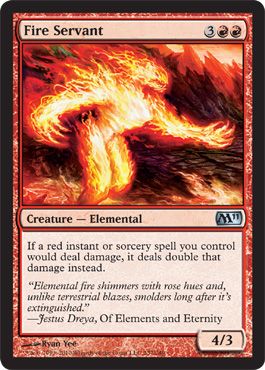 Fire Servant 3
Creature — Elemental M11
If a red instant or sorcery spell you control
would deal damage, it deals double that
damage instead.
“Elemental fire shimmers with rose hues and,
unlike terrestrial blazes, smolders long after it’s
extinguished.”
—Jestus Dreya, Of Elements and Eternity
Ryan Yee
4/3